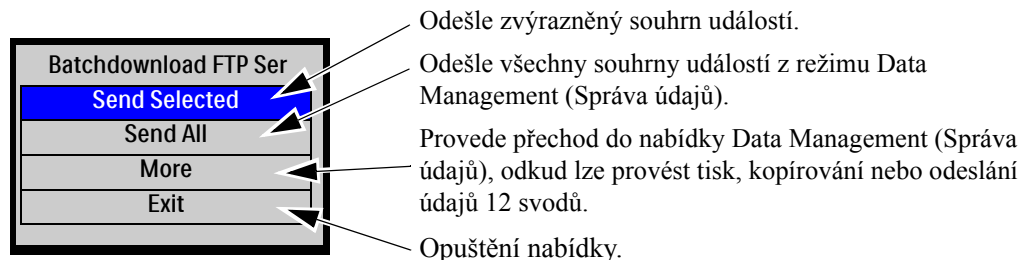 Batchdownload FTP Ser
Send Selected
Send All
More
Exit
Odešle zvýrazněný souhrn událostí.
Odešle všechny souhrny událostí z režimu Data
Management (Správa údajů).
Provede přechod do nabídky Data Management (Správa
údajů), odkud lze provést tisk, kopírování nebo odeslání
údajů 12 svodů.
Opuštění nabídky.